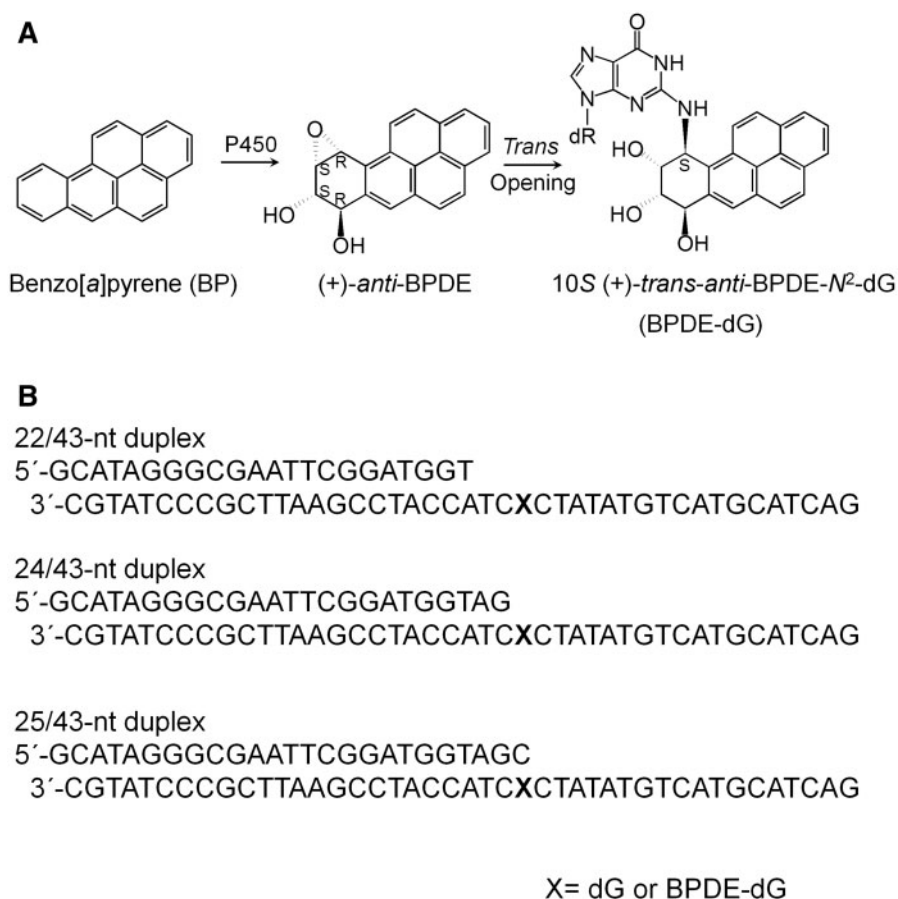 A
P450
Trans
Opening
O
S
R
S
R
HO
OH
O
N
NH
N
N
NH
dR
HO
S
HO
OH
Benzo[a]pyrene (BP)
(+)-anti-BPDE
10S (+)-trans-anti-BPDE-N²-dG
(BPDE-dG)
B
22/43-nt duplex
5´-GCATAGGGCGAATTCGGATGGT
3´-CGTATCCCGCTTAAGCCTACCATCXCTATATGTCATGCATCAG
24/43-nt duplex
5´-GCATAGGGCGAATTCGGATGGTAG
3´-CGTATCCCGCTTAAGCCTACCATCXCTATATGTCATGCATCAG
25/43-nt duplex
5´-GCATAGGGCGAATTCGGATGGTAGC
3´-CGTATCCCGCTTAAGCCTACCATCXCTATATGTCATGCATCAG
X= dG or BPDE-dG